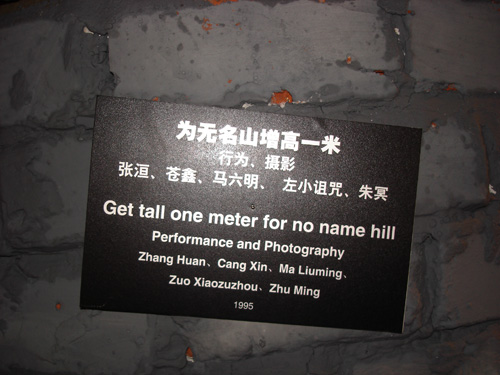 为无名山增高一米
行为、摄影
张洹、苍鑫、马六明、 左小诅咒、朱冥
Get tall one meter for no name hill
Performance and Photography
Zhang Huan、Cang Xin、Ma Liuming、
Zuo Xiaozuzhou、Zhu Ming
1995